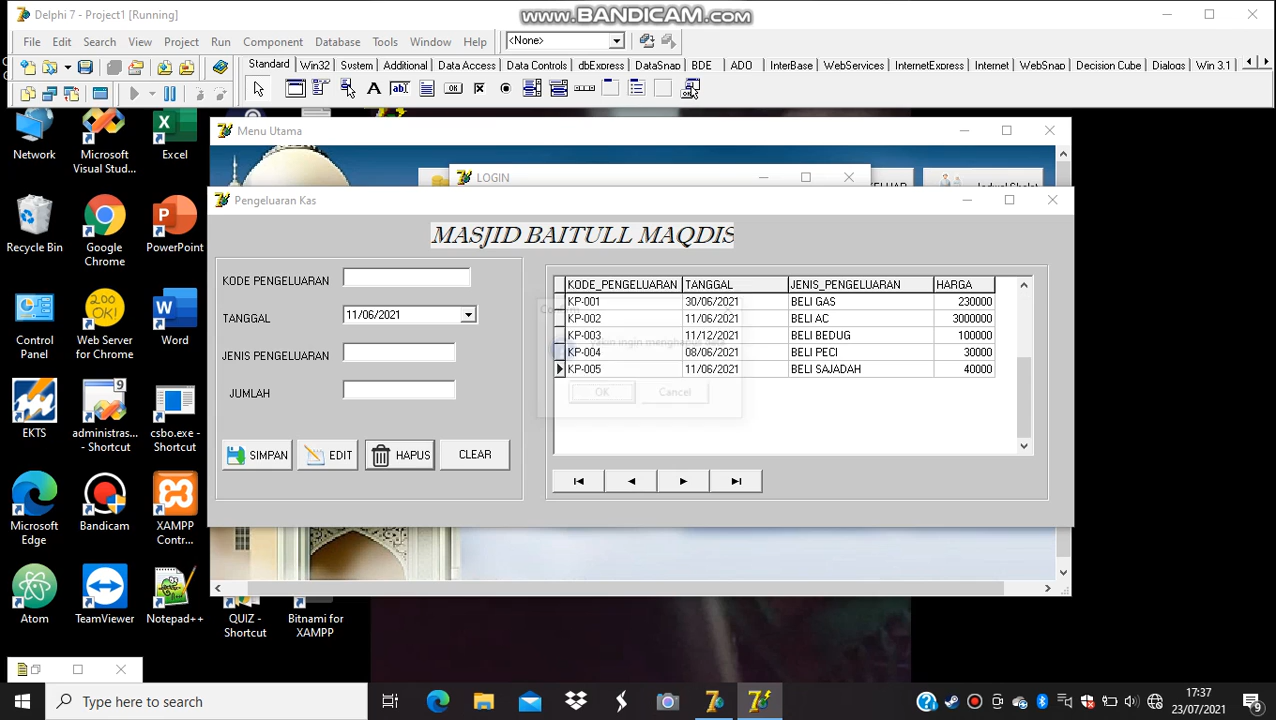 Delphi 7 - Project1 [Running]
www.BANDICAM.com
File Edit Search View Project Run Component Database Tools Window Help <None>
Standard Win32 System Additional Data Access Data Controls dbExpress DataSnap BDE ADO InterBase WebServices InternetExpress Internet WebSnap Decision Cube Dialogs Win 3.1
OK
Network
Microsoft Visual Stud...
Excel
Recycle Bin
Google Chrome
PowerPoint
Control Panel
200 OK!
Web Server for Chrome
Word
EKTS
administras... - Shortcut
csbo.exe - Shortcut
Microsoft Edge
Bandicam
XAMPP Contr...
Atom
TeamViewer
Notepad++
QUIZ - Shortcut
Bitnami for XAMPP
Menu Utama
LOGIN
Jadwal Sholat
Pengeluaran Kas
MASJID BAITULL MAQDIS
KODE PENGELUARAN
TANGGAL 11/06/2021
JENIS PENGELUARAN
JUMLAH
SIMPAN EDIT HAPUS CLEAR
KODE_PENGELUARAN TANGGAL JENIS_PENGELUARAN HARGA
KP-001 30/06/2021 BELI GAS 230000
KP-002 11/06/2021 BELI AC 3000000
KP-003 11/12/2021 BELI BEDUG 100000
KP-004 08/06/2021 BELI PECI 30000
KP-005 11/06/2021 BELI SAJADAH 40000
OK Cancel
Type here to search
17:37
23/07/2021
9